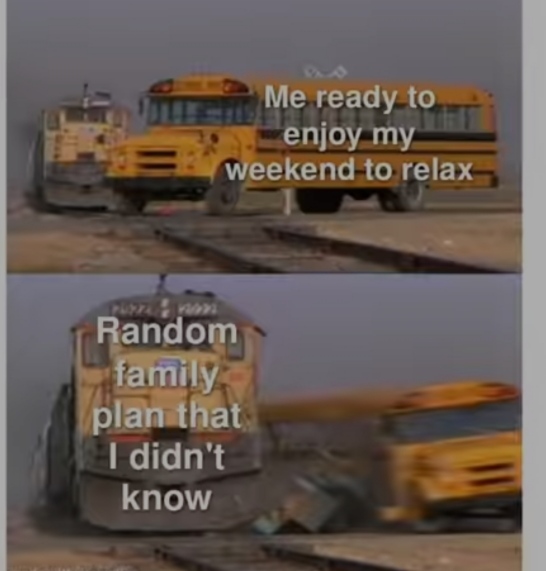 Me ready to
enjoy my
weekend to relax
Random
family
plan that
I didn't
know